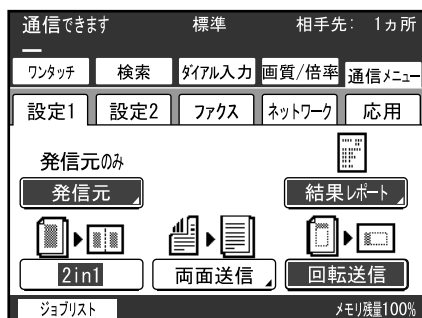 通信できます 標準 相手先: 1ヵ所
ワンタッチ 検索 ダイアル入力 画質/倍率 通信メニュー
設定1 設定2 ファクス ネットワーク 応用
発信元のみ
発信元 結果レポート
2in1 両面送信 回転送信
ジョブリスト メモリ残量100%